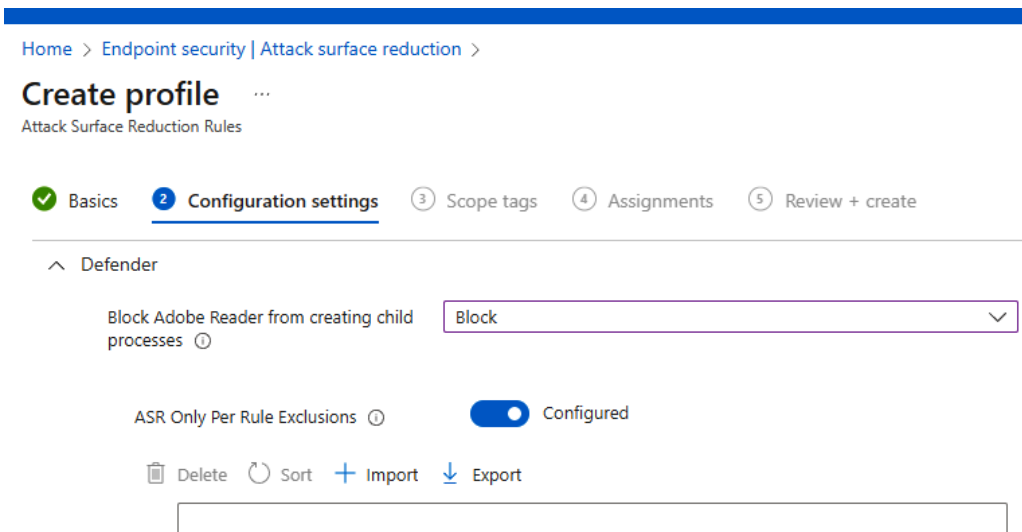 Home > Endpoint security | Attack surface reduction >
Create profile ...
Attack Surface Reduction Rules
Basics 2 Configuration settings 3 Scope tags 4 Assignments 5 Review + create
Defender
Block Adobe Reader from creating child processes Block
ASR Only Per Rule Exclusions Configured
Delete Sort Import Export